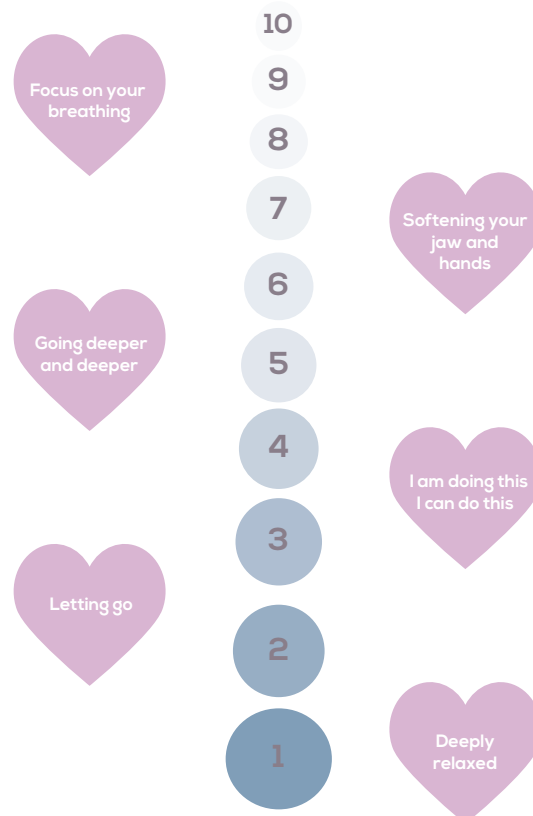 10
Focus on your
breathing
9
8
7
Softening your
jaw and
hands
6
Going deeper
and deeper
5
4
I am doing this
I can do this
3
Letting go
2
1
Deeply
relaxed